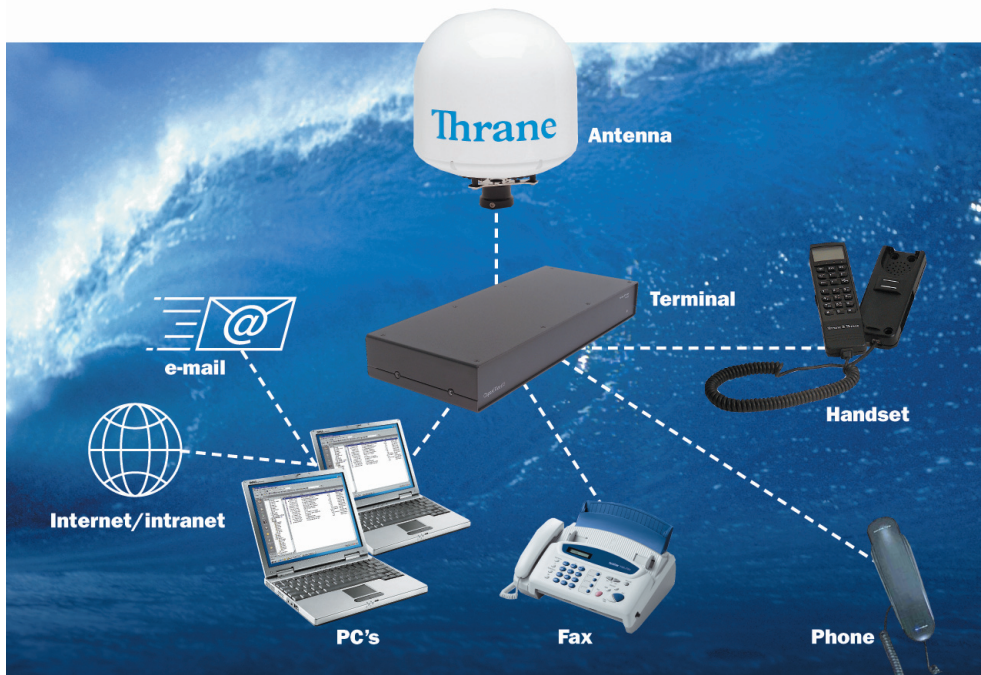 Thrane
Antenna
Terminal
@
e-mail
Handset
Internet/intranet
PC's
Fax
Phone